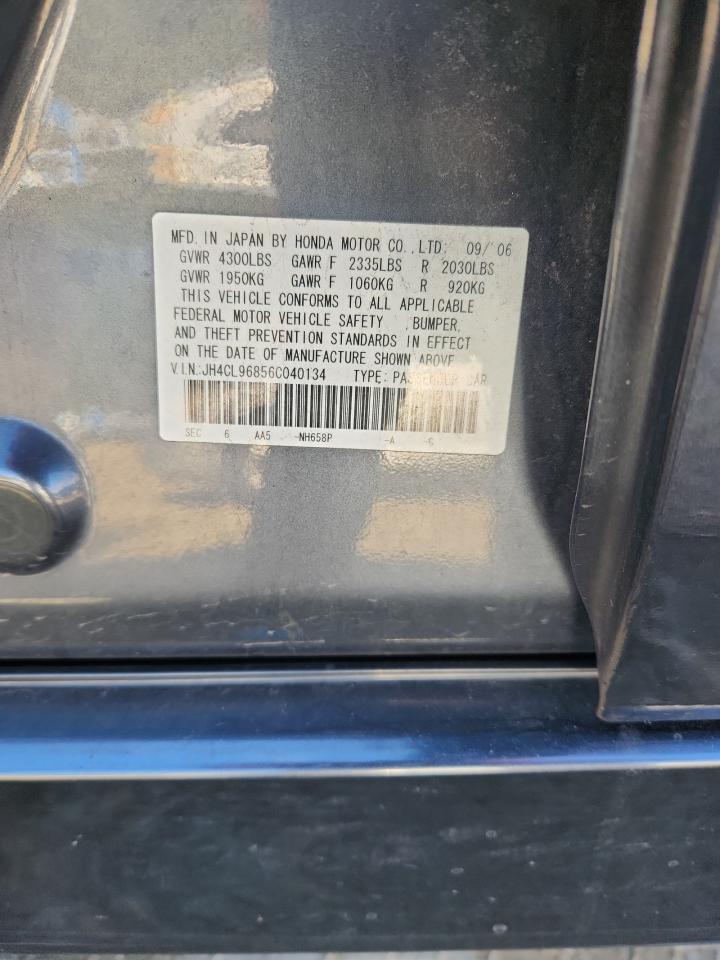 MFD. IN JAPAN BY HONDA MOTOR CO.,LTD: 09/'06
GVWR 4300LBS GAWR F 2335LBS R 2030LBS
GVWR 1950KG GAWR F 1060KG R 920KG
THIS VEHICLE CONFORMS TO ALL APPLICABLE
FEDERAL MOTOR VEHICLE SAFETY ,BUMPER,
AND THEFT PREVENTION STANDARDS IN EFFECT
ON THE DATE OF MANUFACTURE SHOWN ABOVE
V.I.N.:JH4CL96856C040134 TYPE: PASSENGER CAR
SEC 6 AA5 -NH658P -A -C